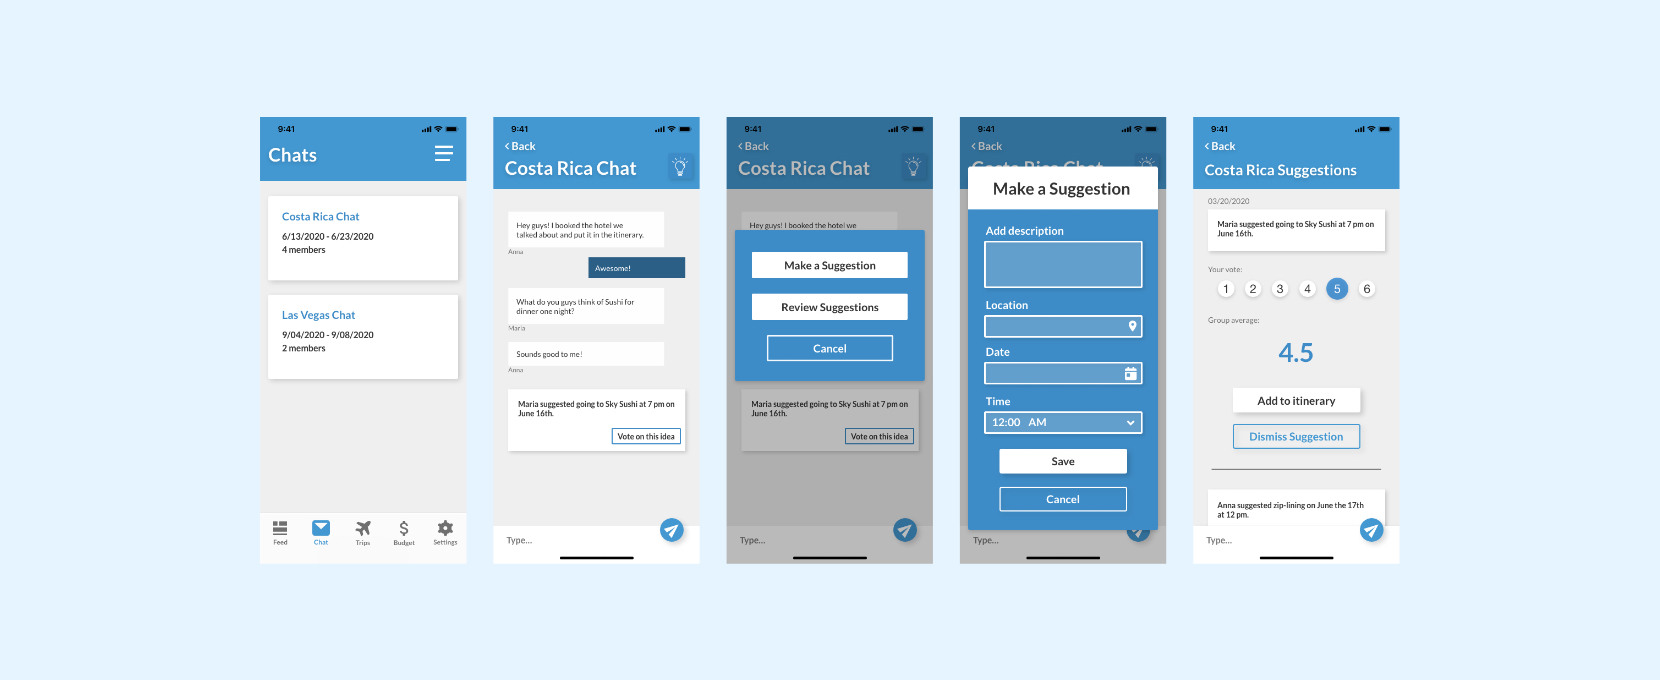 9:41
Chats
Costa Rica Chat
6/13/2020 - 6/23/2020
4 members
Las Vegas Chat
9/04/2020 - 9/08/2020
2 members
Feed
Chat
Trips
Budget
Settings
9:41
Back
Costa Rica Chat
Hey guys! I booked the hotel we
talked about and put it in the itinerary.
Anna
Awesome!
What do you guys think of Sushi for
dinner one night?
Maria
Sounds good to me!
Anna
Maria suggested going to Sky Sushi at 7 pm on
June 16th.
Vote on this idea
Type...
9:41
Back
Costa Rica Chat
Hey guys! I booked the hotel we
Make a Suggestion
Review Suggestions
Cancel
Maria suggested going to Sky Sushi at 7 pm on
June 16th.
Vote on this idea
Type...
9:41
Back
Costa Rica Chat
Make a Suggestion
Add description
Location
Date
Time
12:00 AM
Save
Cancel
Type...
9:41
Back
Costa Rica Suggestions
03/20/2020
Maria suggested going to Sky Sushi at 7 pm on
June 16th.
Your vote:
1 2 3 4 5 6
Group average:
4.5
Add to itinerary
Dismiss Suggestion
Anna suggested zip-lining on June the 17th
at 12 pm.
Type...